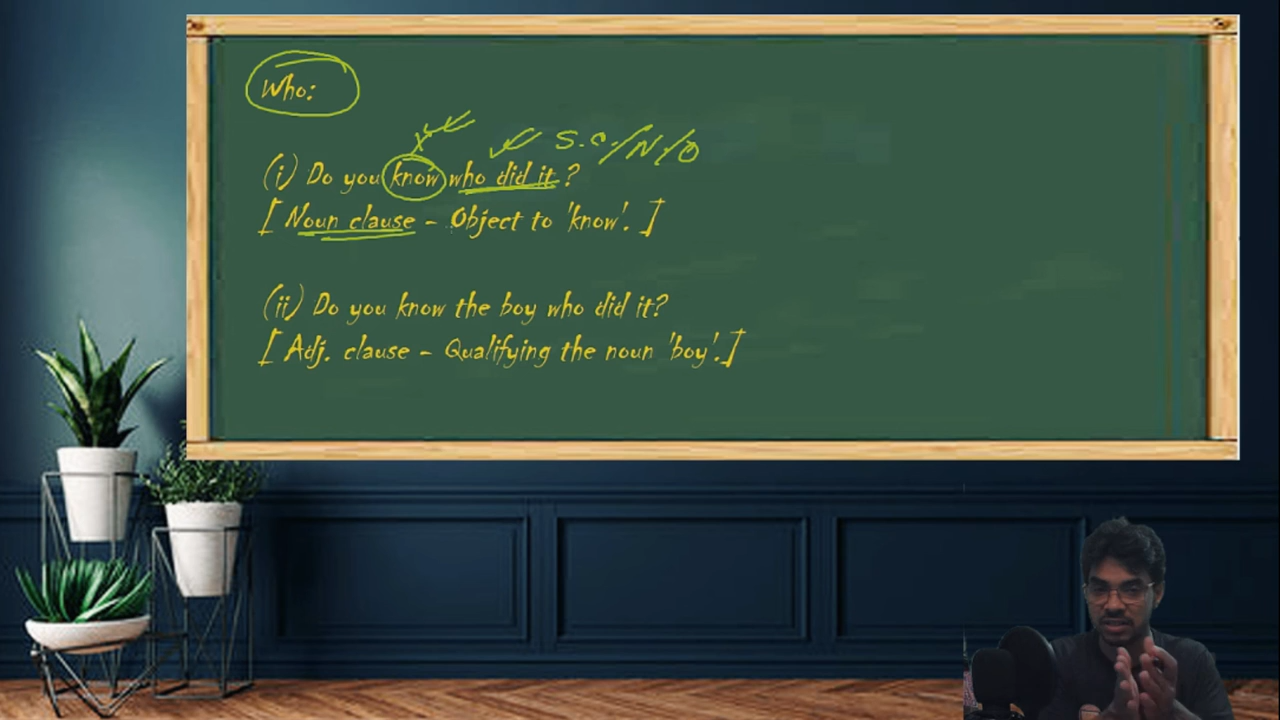 Who:
S.C./N/O
(i) Do you know who did it ?
[ Noun clause - Object to 'know'. ]
(ii) Do you know the boy who did it?
[ Adj. clause - Qualifying the noun 'boy'.]